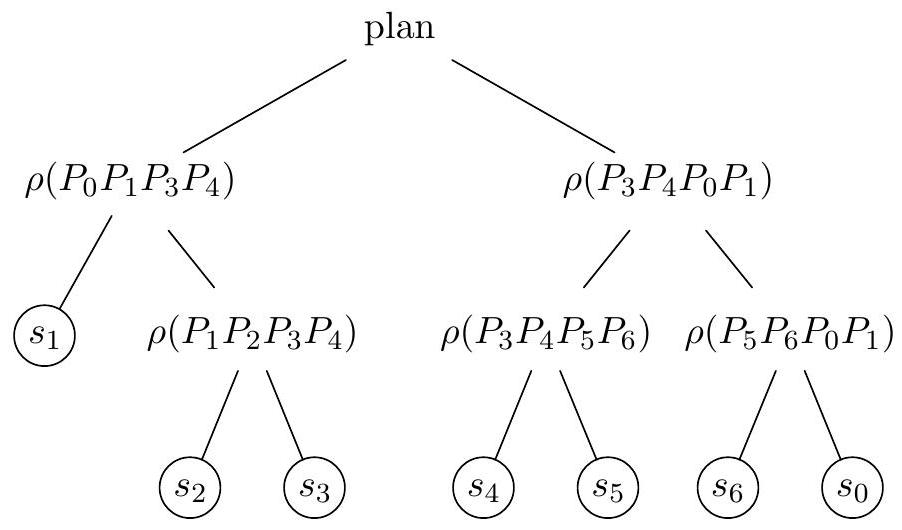 plan
ρ(P₀P₁P₃P₄) ρ(P₃P₄P₀P₁)
s₁ ρ(P₁P₂P₃P₄) ρ(P₃P₄P₅P₆) ρ(P₅P₆P₀P₁)
s₂ s₃ s₄ s₅ s₆ s₀